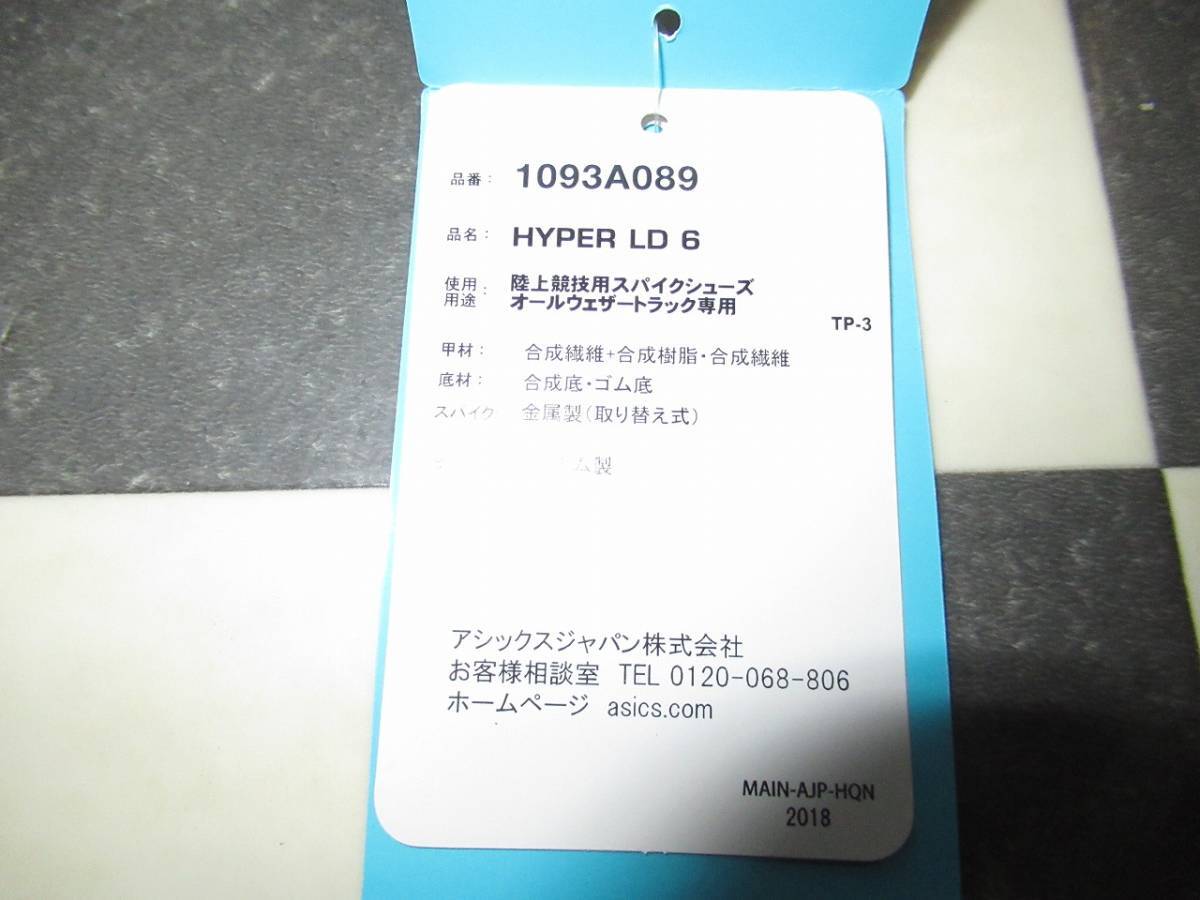 品番： 1093A089
品名： HYPER LD 6
使用用途： 陸上競技用スパイクシューズ
オールウェザートラック専用
TP-3
甲材： 合成繊維+合成樹脂・合成繊維
底材： 合成底・ゴム底
スパイク 金属製(取り替え式)
ム製
アシックスジャパン株式会社
お客様相談室 TEL 0120-068-806
ホームページ asics.com
MAIN-AJP-HQN
2018